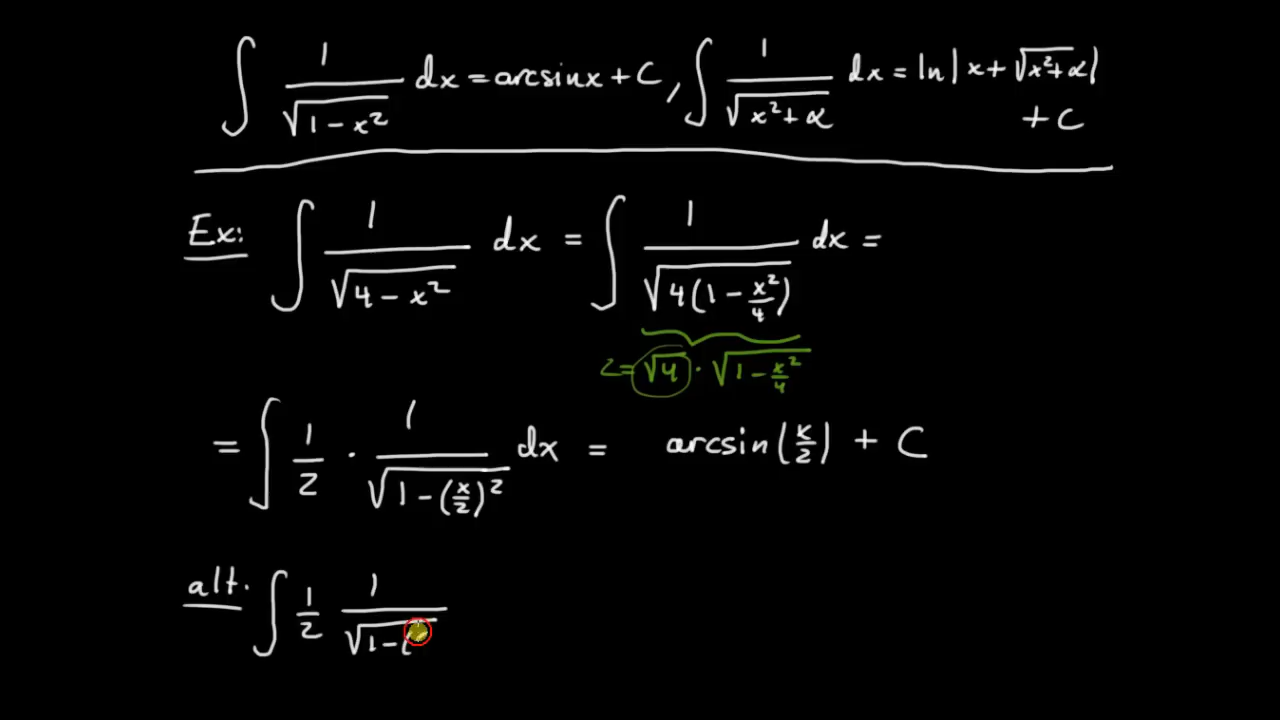 ∫ 1/√(1-x²) dx = arcsinx + C, ∫ 1/√(x²+α) dx = ln|x+√(x²+α)| + C
Ex: ∫ 1/√(4-x²) dx = ∫ 1/√(4(1-x²/4)) dx =
2=√4 · √(1-x²/4)
= ∫ 1/2 · 1/√(1-(x/2)²) dx = arcsin(x/2) + C
alt. ∫ 1/2 1/√(1-(